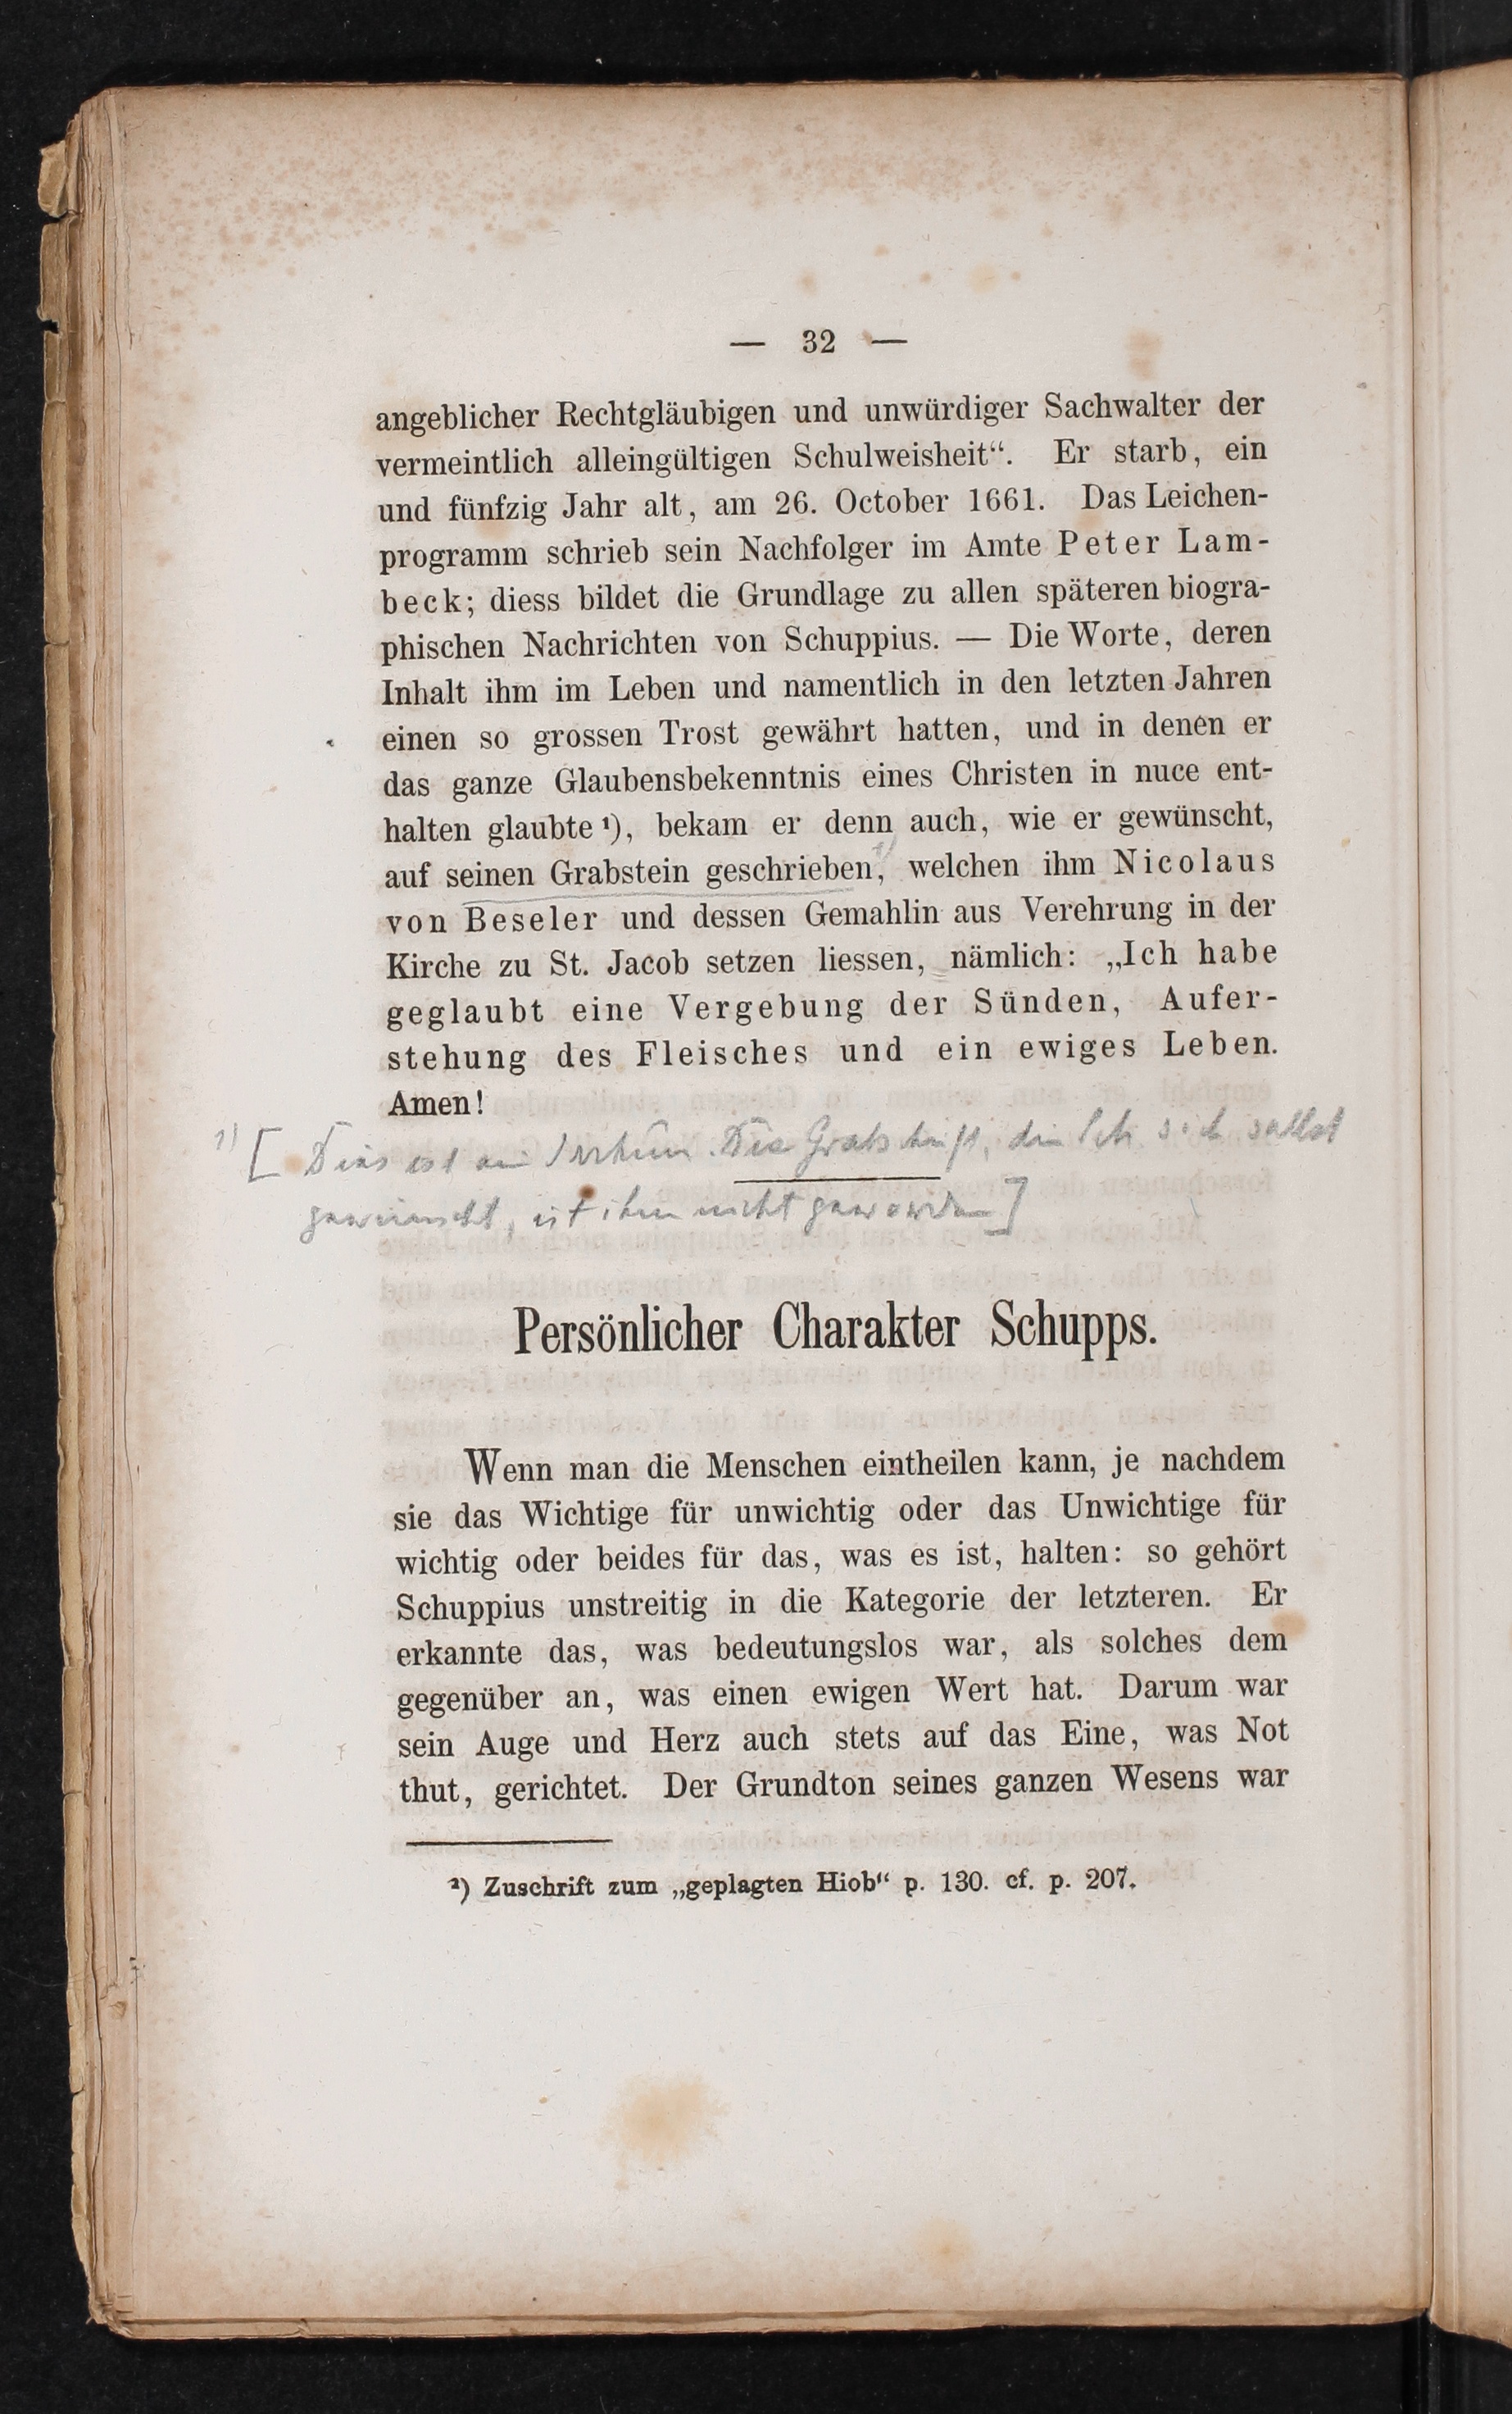 — 32 —
angeblicher Rechtgläubigen und unwürdiger Sachwalter der
vermeintlich alleingültigen Schulweisheit“. Er starb, ein
und fünfzig Jahr alt, am 26. October 1661. Das Leichen-
programm schrieb sein Nachfolger im Amte Peter Lam-
beck; diess bildet die Grundlage zu allen späteren biogra-
phischen Nachrichten von Schuppius. — Die Worte, deren
Inhalt ihm im Leben und namentlich in den letzten Jahren
einen so grossen Trost gewährt hatten, und in denen er
das ganze Glaubensbekenntnis eines Christen in nuce ent-
halten glaubte ¹), bekam er denn auch, wie er gewünscht,
auf seinen Grabstein geschrieben, ¹) welchen ihm Nicolaus
von Beseler und dessen Gemahlin aus Verehrung in der
Kirche zu St. Jacob setzen liessen, nämlich: „Ich habe
geglaubt eine Vergebung der Sünden, Aufer-
stehung des Fleisches und ein ewiges Leben.
Amen!
1) [Dies ist ein Irrthum. Die Grabschrift, die Sch. sich selbst
gewünscht, ist ihm nicht geworden]
Persönlicher Charakter Schupps.
Wenn man die Menschen eintheilen kann, je nachdem
sie das Wichtige für unwichtig oder das Unwichtige für
wichtig oder beides für das, was es ist, halten: so gehört
Schuppius unstreitig in die Kategorie der letzteren. Er
erkannte das, was bedeutungslos war, als solches dem
gegenüber an, was einen ewigen Wert hat. Darum war
sein Auge und Herz auch stets auf das Eine, was Not
thut, gerichtet. Der Grundton seines ganzen Wesens war
¹) Zuschrift zum „geplagten Hiob“ p. 130. cf. p. 207.